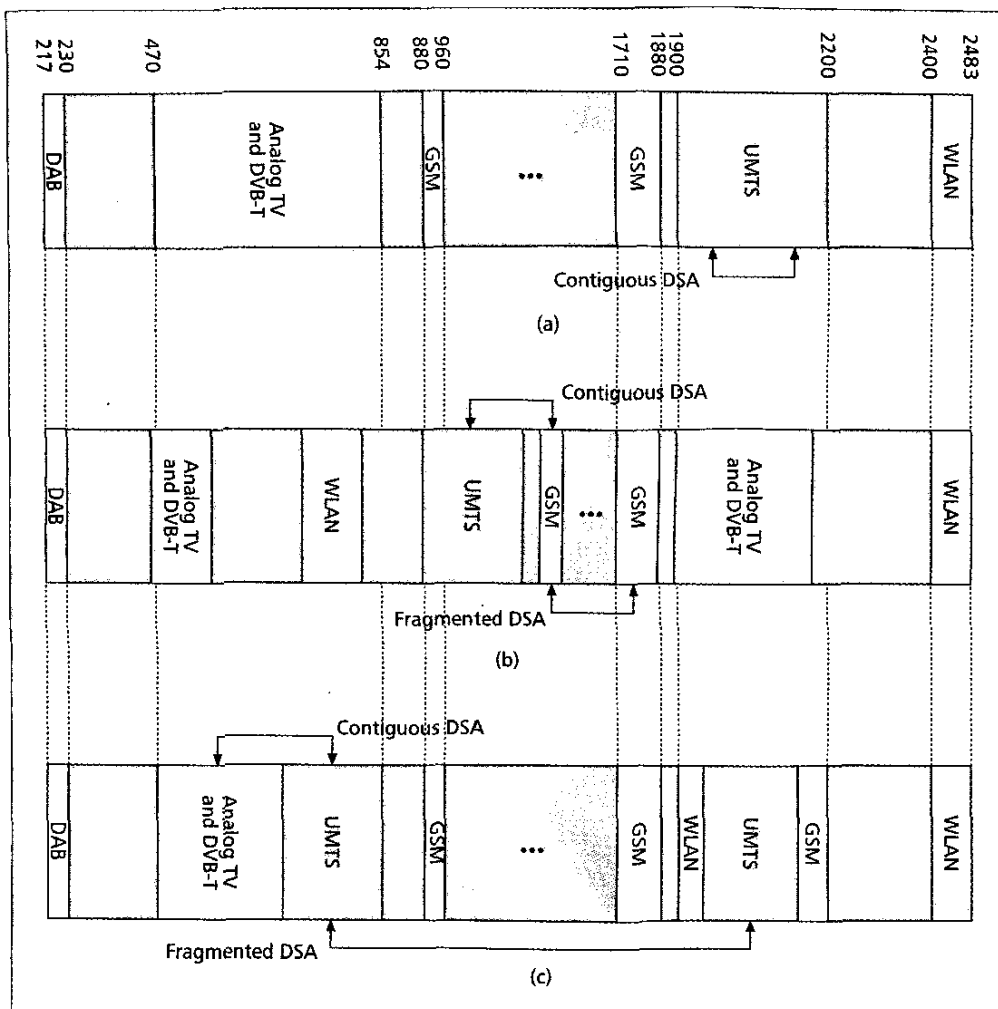 217
230
470
854
880
960
1710
1880
1900
2200
2400
2483
DAB
Analog TV
and DVB-T
GSM
...
GSM
UMTS
WLAN
Contiguous DSA
(a)
Contiguous DSA
DAB
Analog TV
and DVB-T
WLAN
UMTS
GSM
...
GSM
Analog TV
and DVB-T
WLAN
Fragmented DSA
(b)
Contiguous DSA
DAB
Analog TV
and DVB-T
UMTS
GSM
...
GSM
WLAN
UMTS
GSM
WLAN
Fragmented DSA
(c)